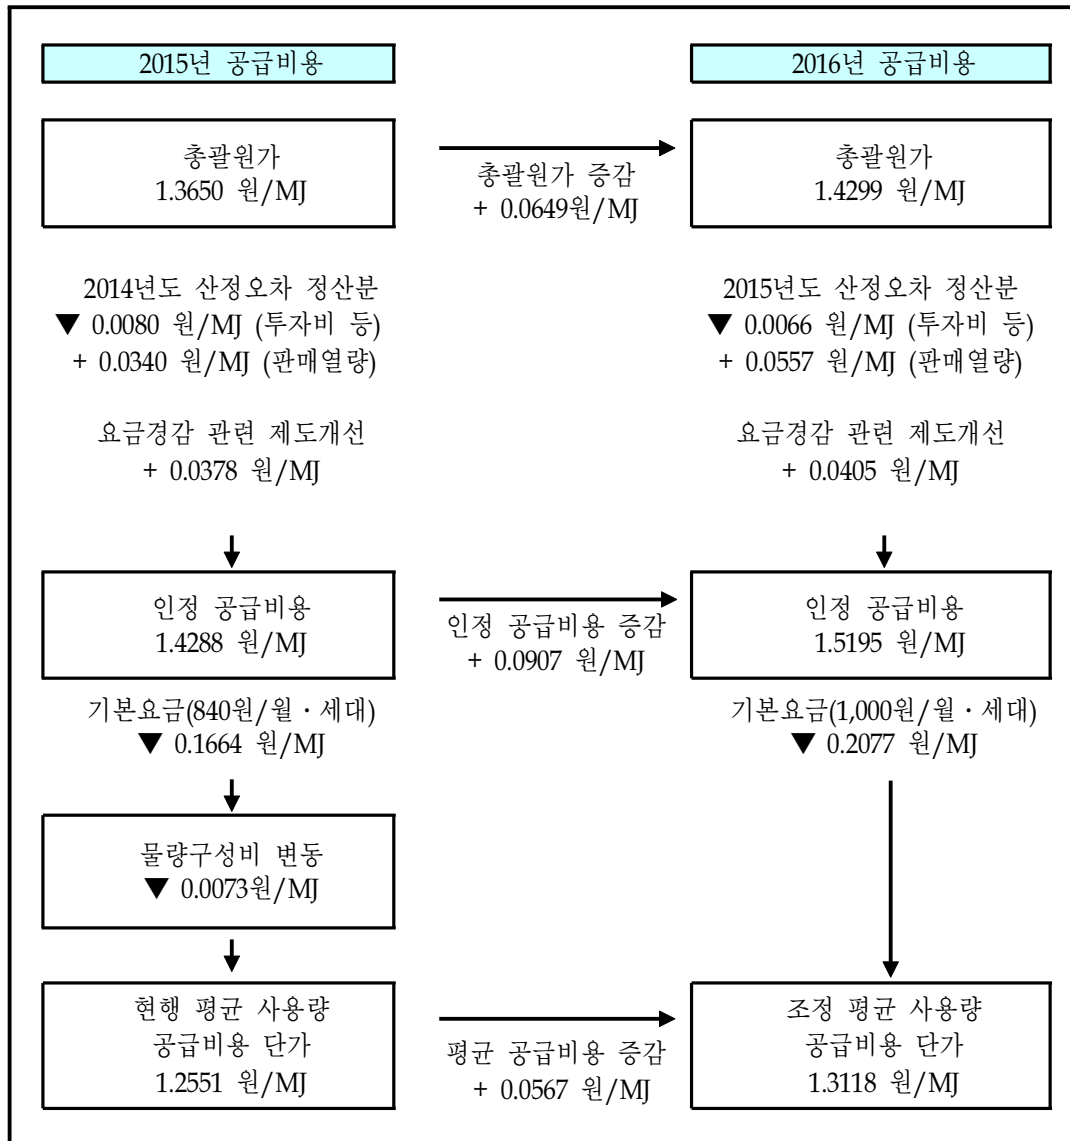 2015년 공급비용
2016년 공급비용
총괄원가
1.3650 원/MJ
총괄원가 증감
+ 0.0649원/MJ
총괄원가
1.4299 원/MJ
2014년도 산정오차 정산분
▼ 0.0080 원/MJ (투자비 등)
+ 0.0340 원/MJ (판매열량)
2015년도 산정오차 정산분
▼ 0.0066 원/MJ (투자비 등)
+ 0.0557 원/MJ (판매열량)
요금경감 관련 제도개선
+ 0.0378 원/MJ
요금경감 관련 제도개선
+ 0.0405 원/MJ
인정 공급비용
1.4288 원/MJ
인정 공급비용 증감
+ 0.0907 원/MJ
인정 공급비용
1.5195 원/MJ
기본요금(840원/월・세대)
▼ 0.1664 원/MJ
기본요금(1,000원/월・세대)
▼ 0.2077 원/MJ
물량구성비 변동
▼ 0.0073원/MJ
현행 평균 사용량
공급비용 단가
1.2551 원/MJ
평균 공급비용 증감
+ 0.0567 원/MJ
조정 평균 사용량
공급비용 단가
1.3118 원/MJ